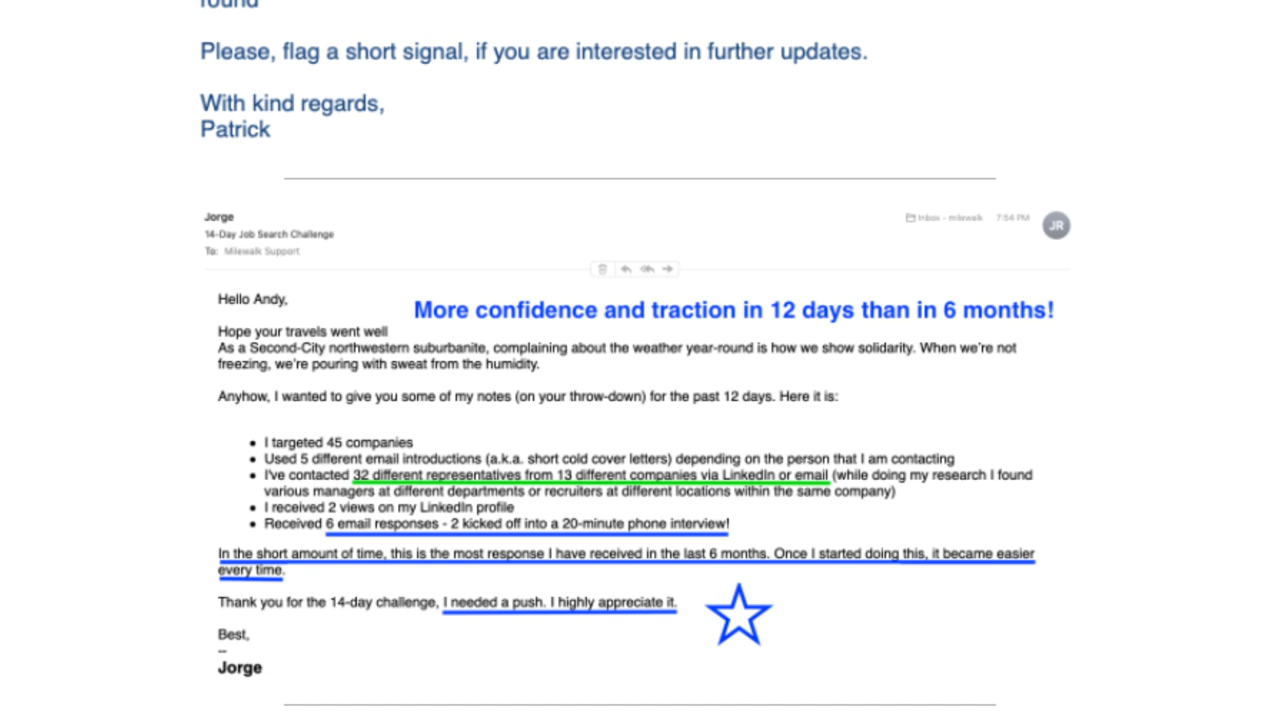 round
Please, flag a short signal, if you are interested in further updates.
With kind regards,
Patrick
Jorge
14-Day Job Search Challenge
To: Milewalk Support
Inbox - milewalk 7:54 PM
JR
Hello Andy,
More confidence and traction in 12 days than in 6 months!
Hope your travels went well
As a Second-City northwestern suburbanite, complaining about the weather year-round is how we show solidarity. When we're not
freezing, we're pouring with sweat from the humidity.
Anyhow, I wanted to give you some of my notes (on your throw-down) for the past 12 days. Here it is:
• I targeted 45 companies
• Used 5 different email introductions (a.k.a. short cold cover letters) depending on the person that I am contacting
• I've contacted 32 different representatives from 13 different companies via LinkedIn or email (while doing my research I found
various managers at different departments or recruiters at different locations within the same company)
• I received 2 views on my LinkedIn profile
• Received 6 email responses - 2 kicked off into a 20-minute phone interview!
In the short amount of time, this is the most response I have received in the last 6 months. Once I started doing this, it became easier
every time.
Thank you for the 14-day challenge, I needed a push. I highly appreciate it.
Best,
--
Jorge